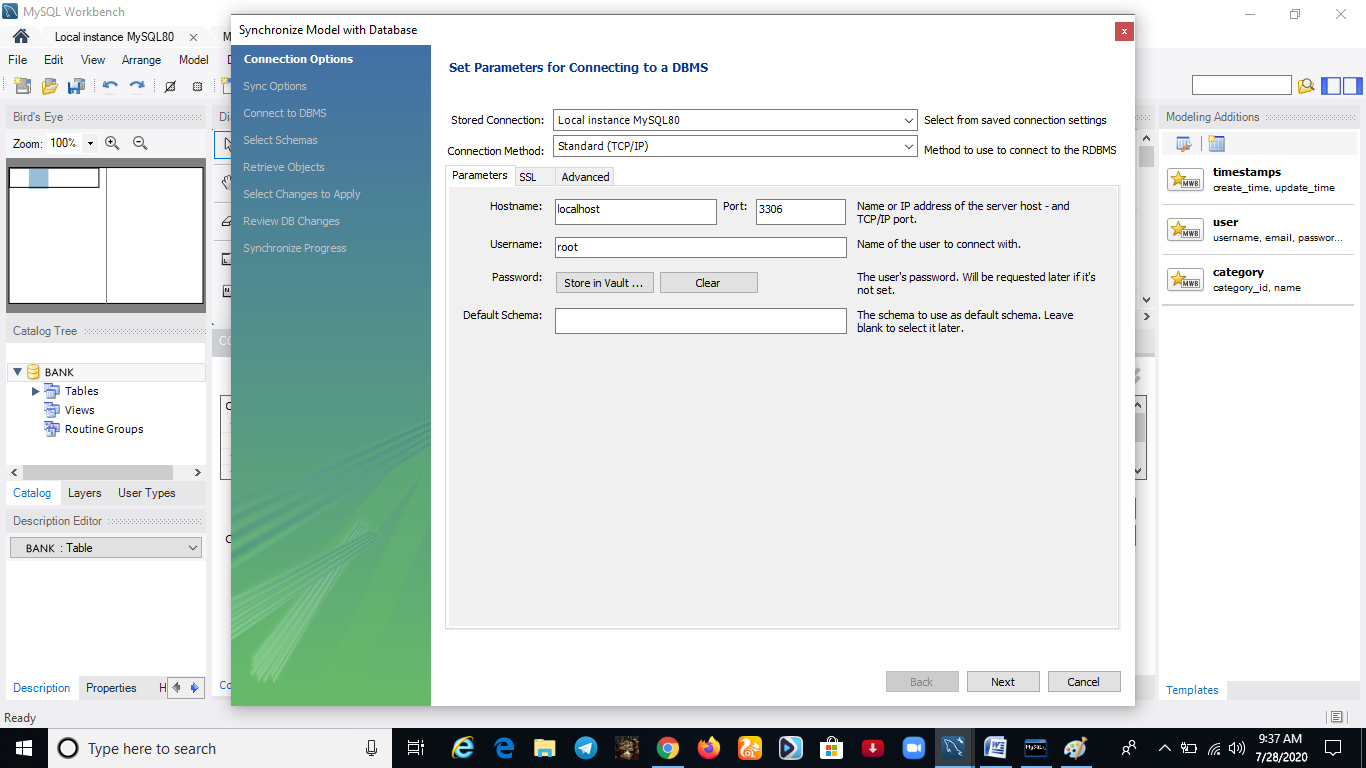 MySQL Workbench
Local instance MySQL80
File Edit View Arrange Model
Bird's Eye
Zoom: 100%
Catalog Tree
BANK
Tables
Views
Routine Groups
Catalog Layers User Types
Description Editor
BANK : Table
Description Properties H
Ready
Synchronize Model with Database
x
Connection Options
Sync Options
Connect to DBMS
Select Schemas
Retrieve Objects
Select Changes to Apply
Review DB Changes
Synchronize Progress
Set Parameters for Connecting to a DBMS
Stored Connection: Local instance MySQL80 Select from saved connection settings
Connection Method: Standard (TCP/IP) Method to use to connect to the RDBMS
Parameters SSL Advanced
Hostname: localhost Port: 3306 Name or IP address of the server host - and
TCP/IP port.
Username: root Name of the user to connect with.
Password: Store in Vault ... Clear The user's password. Will be requested later if it's
not set.
Default Schema: The schema to use as default schema. Leave
blank to select it later.
Back Next Cancel
Modeling Additions
timestamps
create_time, update_time
user
username, email, passwor...
category
category_id, name
MWB
MWB
MWB
Templates
Type here to search
MySQL
9:37 AM
7/28/2020